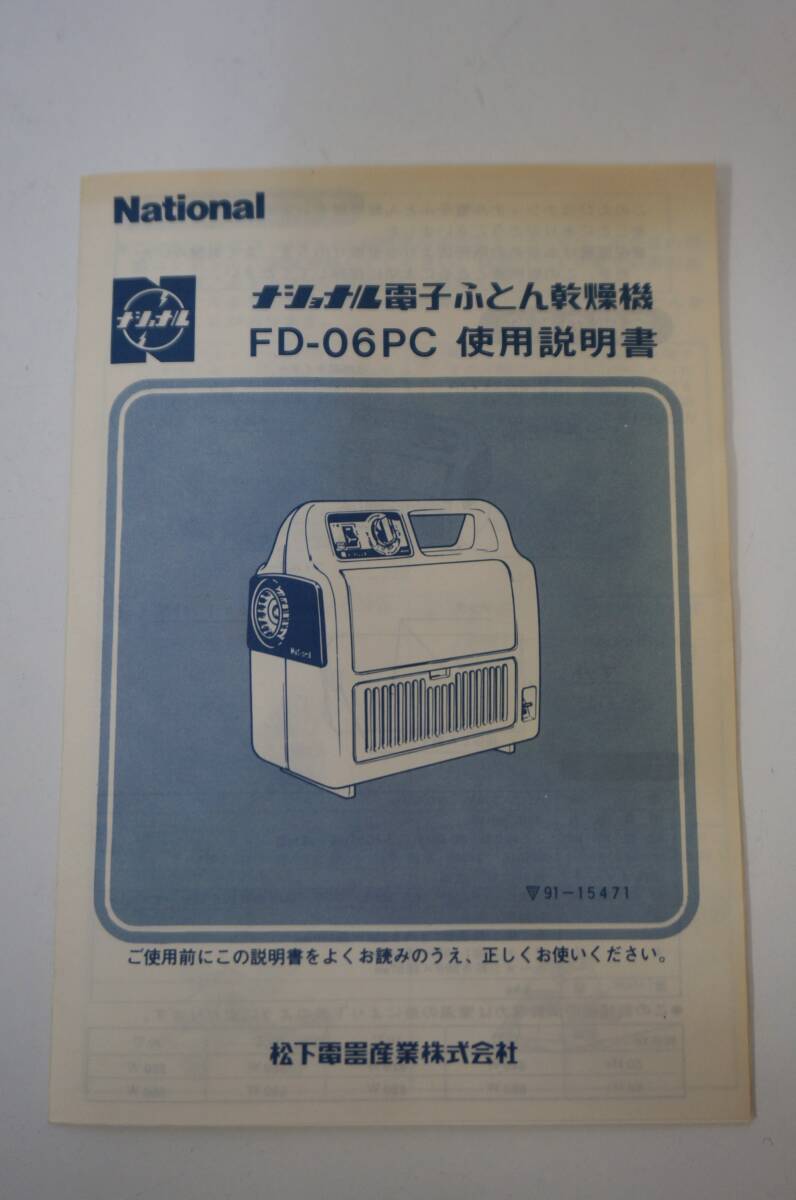 National
ナショナル
ナショナル電子ふとん乾燥機
FD-06PC 使用説明書
National
▽91-15471
ご使用前にこの説明書をよくお読みのうえ、正しくお使いください。
松下電器産業株式会社